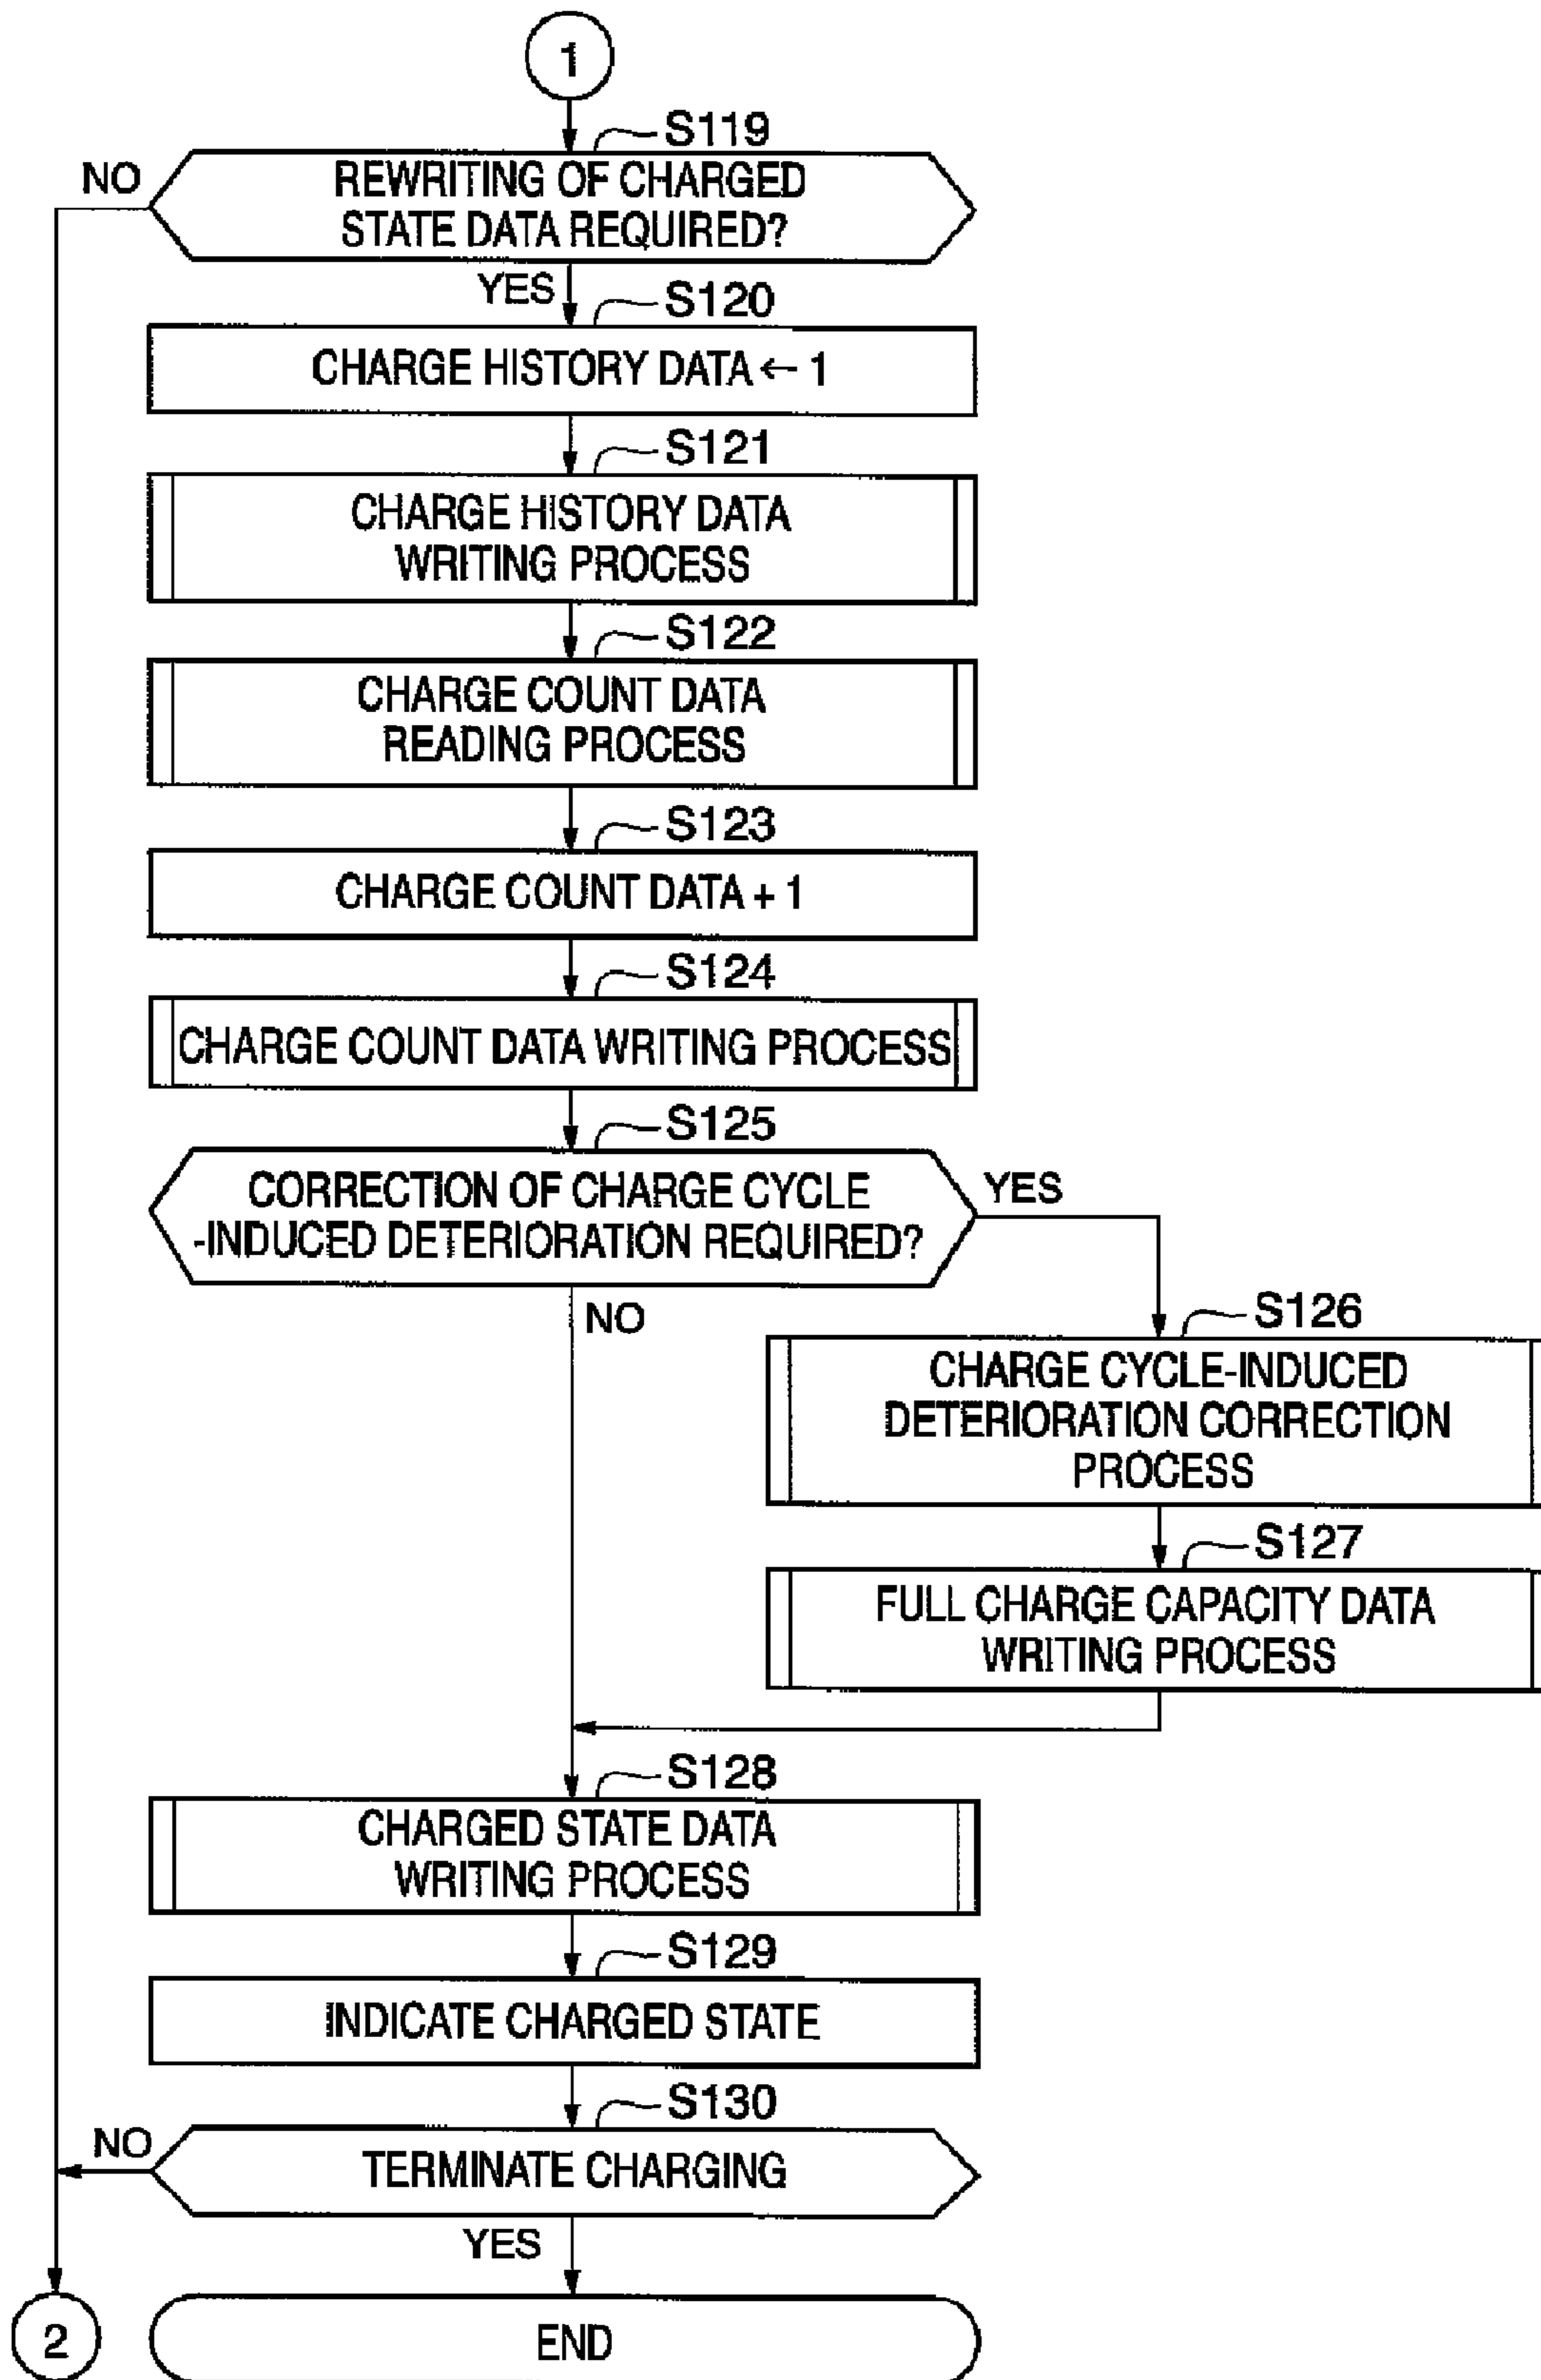 1
S119
NO
REWRITING OF CHARGED
STATE DATA REQUIRED?
YES
S120
CHARGE HISTORY DATA ← 1
S121
CHARGE HISTORY DATA
WRITING PROCESS
S122
CHARGE COUNT DATA
READING PROCESS
S123
CHARGE COUNT DATA + 1
S124
CHARGE COUNT DATA WRITING PROCESS
S125
CORRECTION OF CHARGE CYCLE
-INDUCED DETERIORATION REQUIRED?
YES
NO
S126
CHARGE CYCLE-INDUCED
DETERIORATION CORRECTION
PROCESS
S127
FULL CHARGE CAPACITY DATA
WRITING PROCESS
S128
CHARGED STATE DATA
WRITING PROCESS
S129
INDICATE CHARGED STATE
S130
NO
TERMINATE CHARGING
YES
2
END